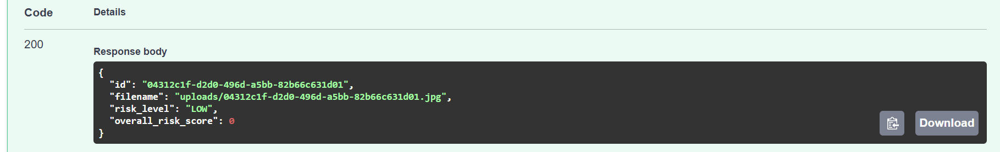 Code Details
200
Response body
{
"id": "04312c1f-d2d0-496d-a5bb-82b66c631d01",
"filename": "uploads/04312c1f-d2d0-496d-a5bb-82b66c631d01.jpg",
"risk_level": "LOW",
"overall_risk_score": 0
}
Download